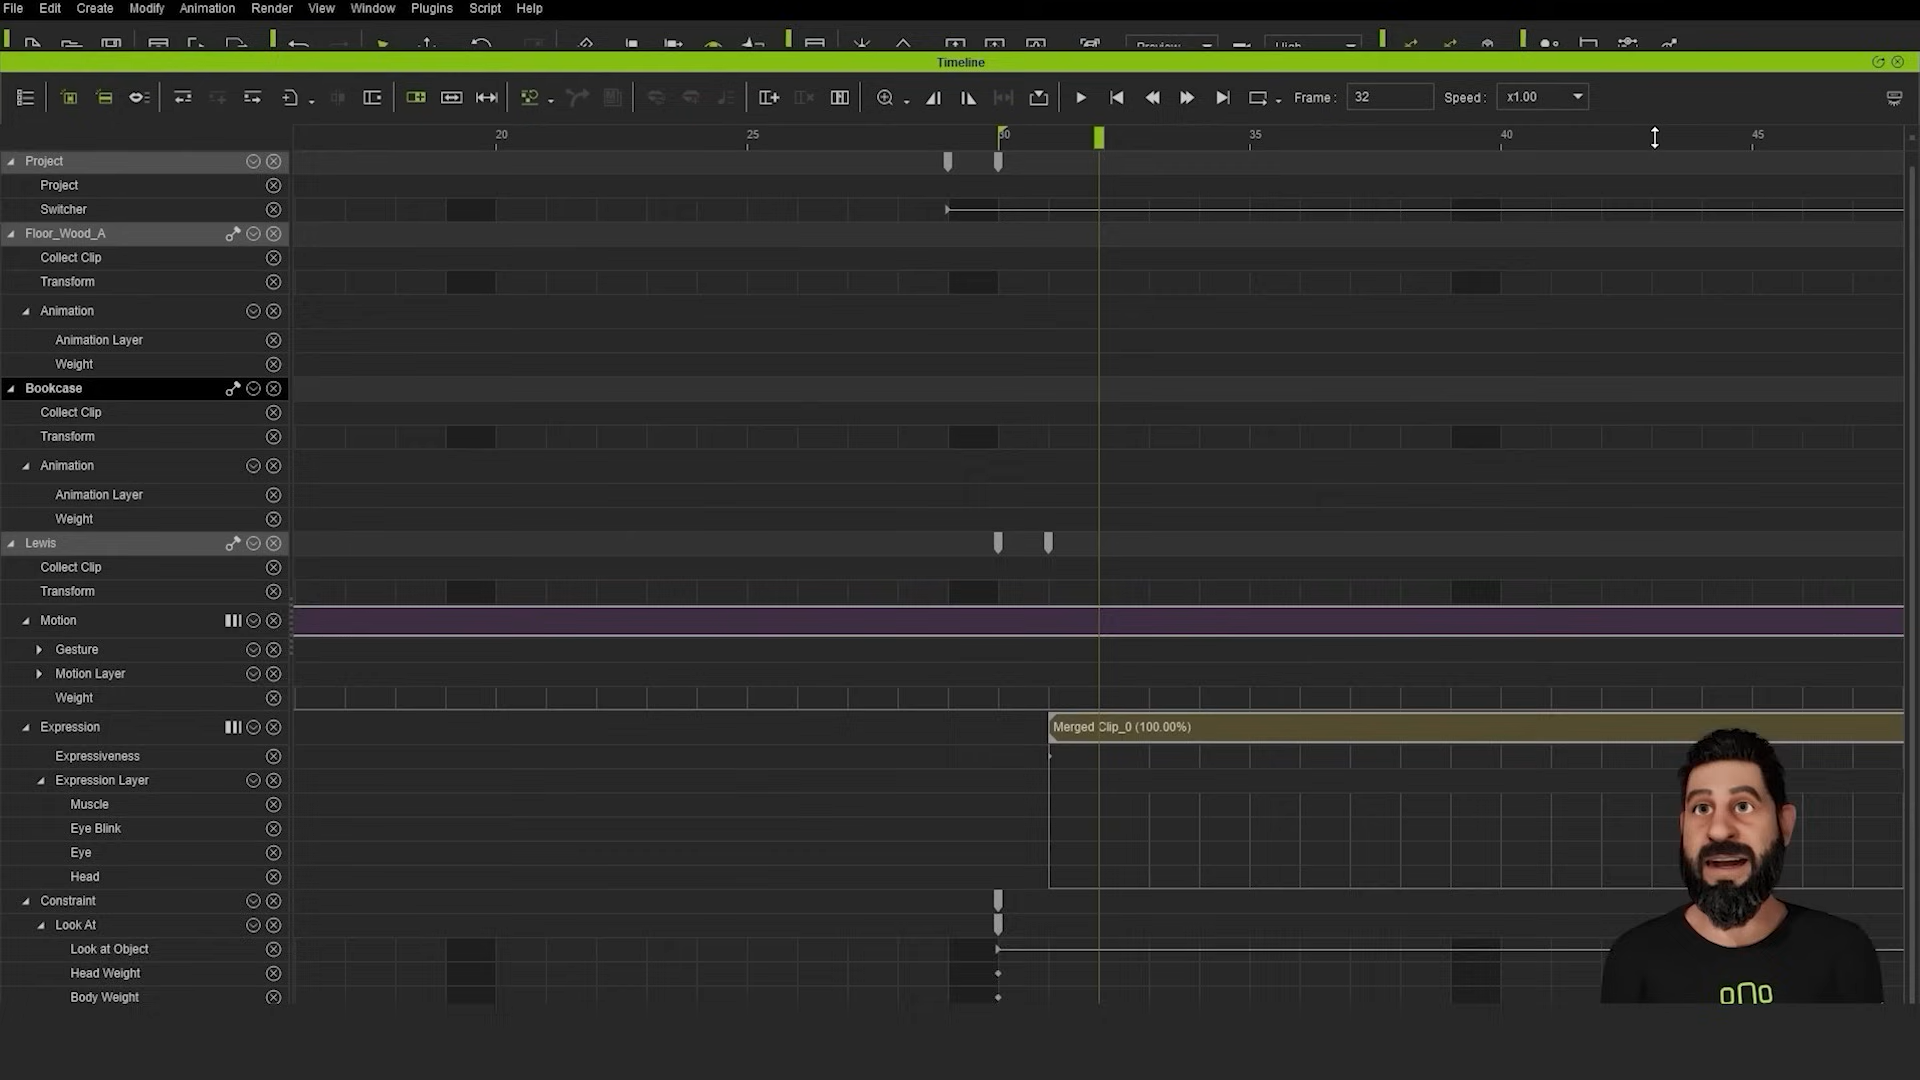 File Edit Create Modify Animation Render View Window Plugins Script Help
Preview High
Timeline
Frame : 32 Speed : x1.00
20 25 30 35 40 45
Project
Project
Switcher
Floor_Wood_A
Collect Clip
Transform
Animation
Animation Layer
Weight
Bookcase
Collect Clip
Transform
Animation
Animation Layer
Weight
Lewis
Collect Clip
Transform
Motion
Gesture
Motion Layer
Weight
Expression Merged Clip_0 (100.00%)
Expressiveness
Expression Layer
Muscle
Eye Blink
Eye
Head
Constraint
Look At
Look at Object
Head Weight
Body Weight